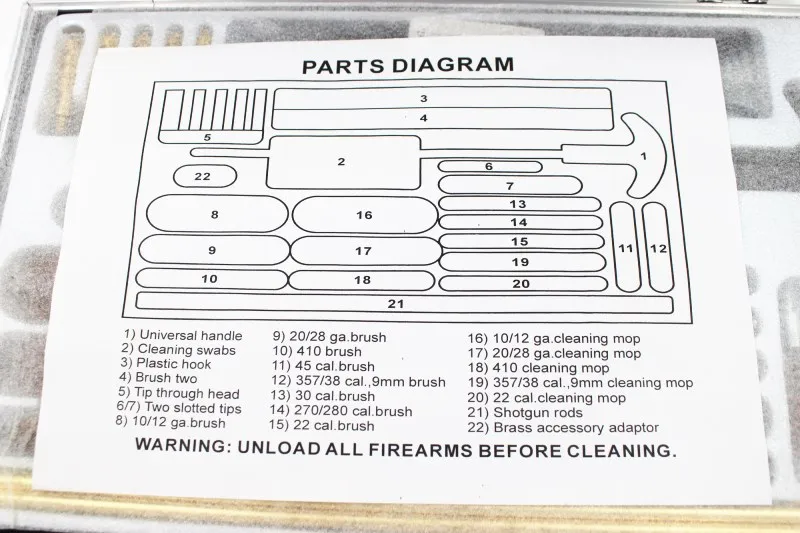 PARTS DIAGRAM
3
4
5
2
1
6
22
7
8
16
13
14
9
17
15
19
11
12
10
18
20
21
1) Universal handle
2) Cleaning swabs
3) Plastic hook
4) Brush two
5) Tip through head
6/7) Two slotted tips
8) 10/12 ga.brush
9) 20/28 ga.brush
10) 410 brush
11) 45 cal.brush
12) 357/38 cal.,9mm brush
13) 30 cal.brush
14) 270/280 cal.brush
15) 22 cal.brush
16) 10/12 ga.cleaning mop
17) 20/28 ga.cleaning mop
18) 410 cleaning mop
19) 357/38 cal.,9mm cleaning mop
20) 22 cal.cleaning mop
21) Shotgun rods
22) Brass accessory adaptor
WARNING: UNLOAD ALL FIREARMS BEFORE CLEANING.